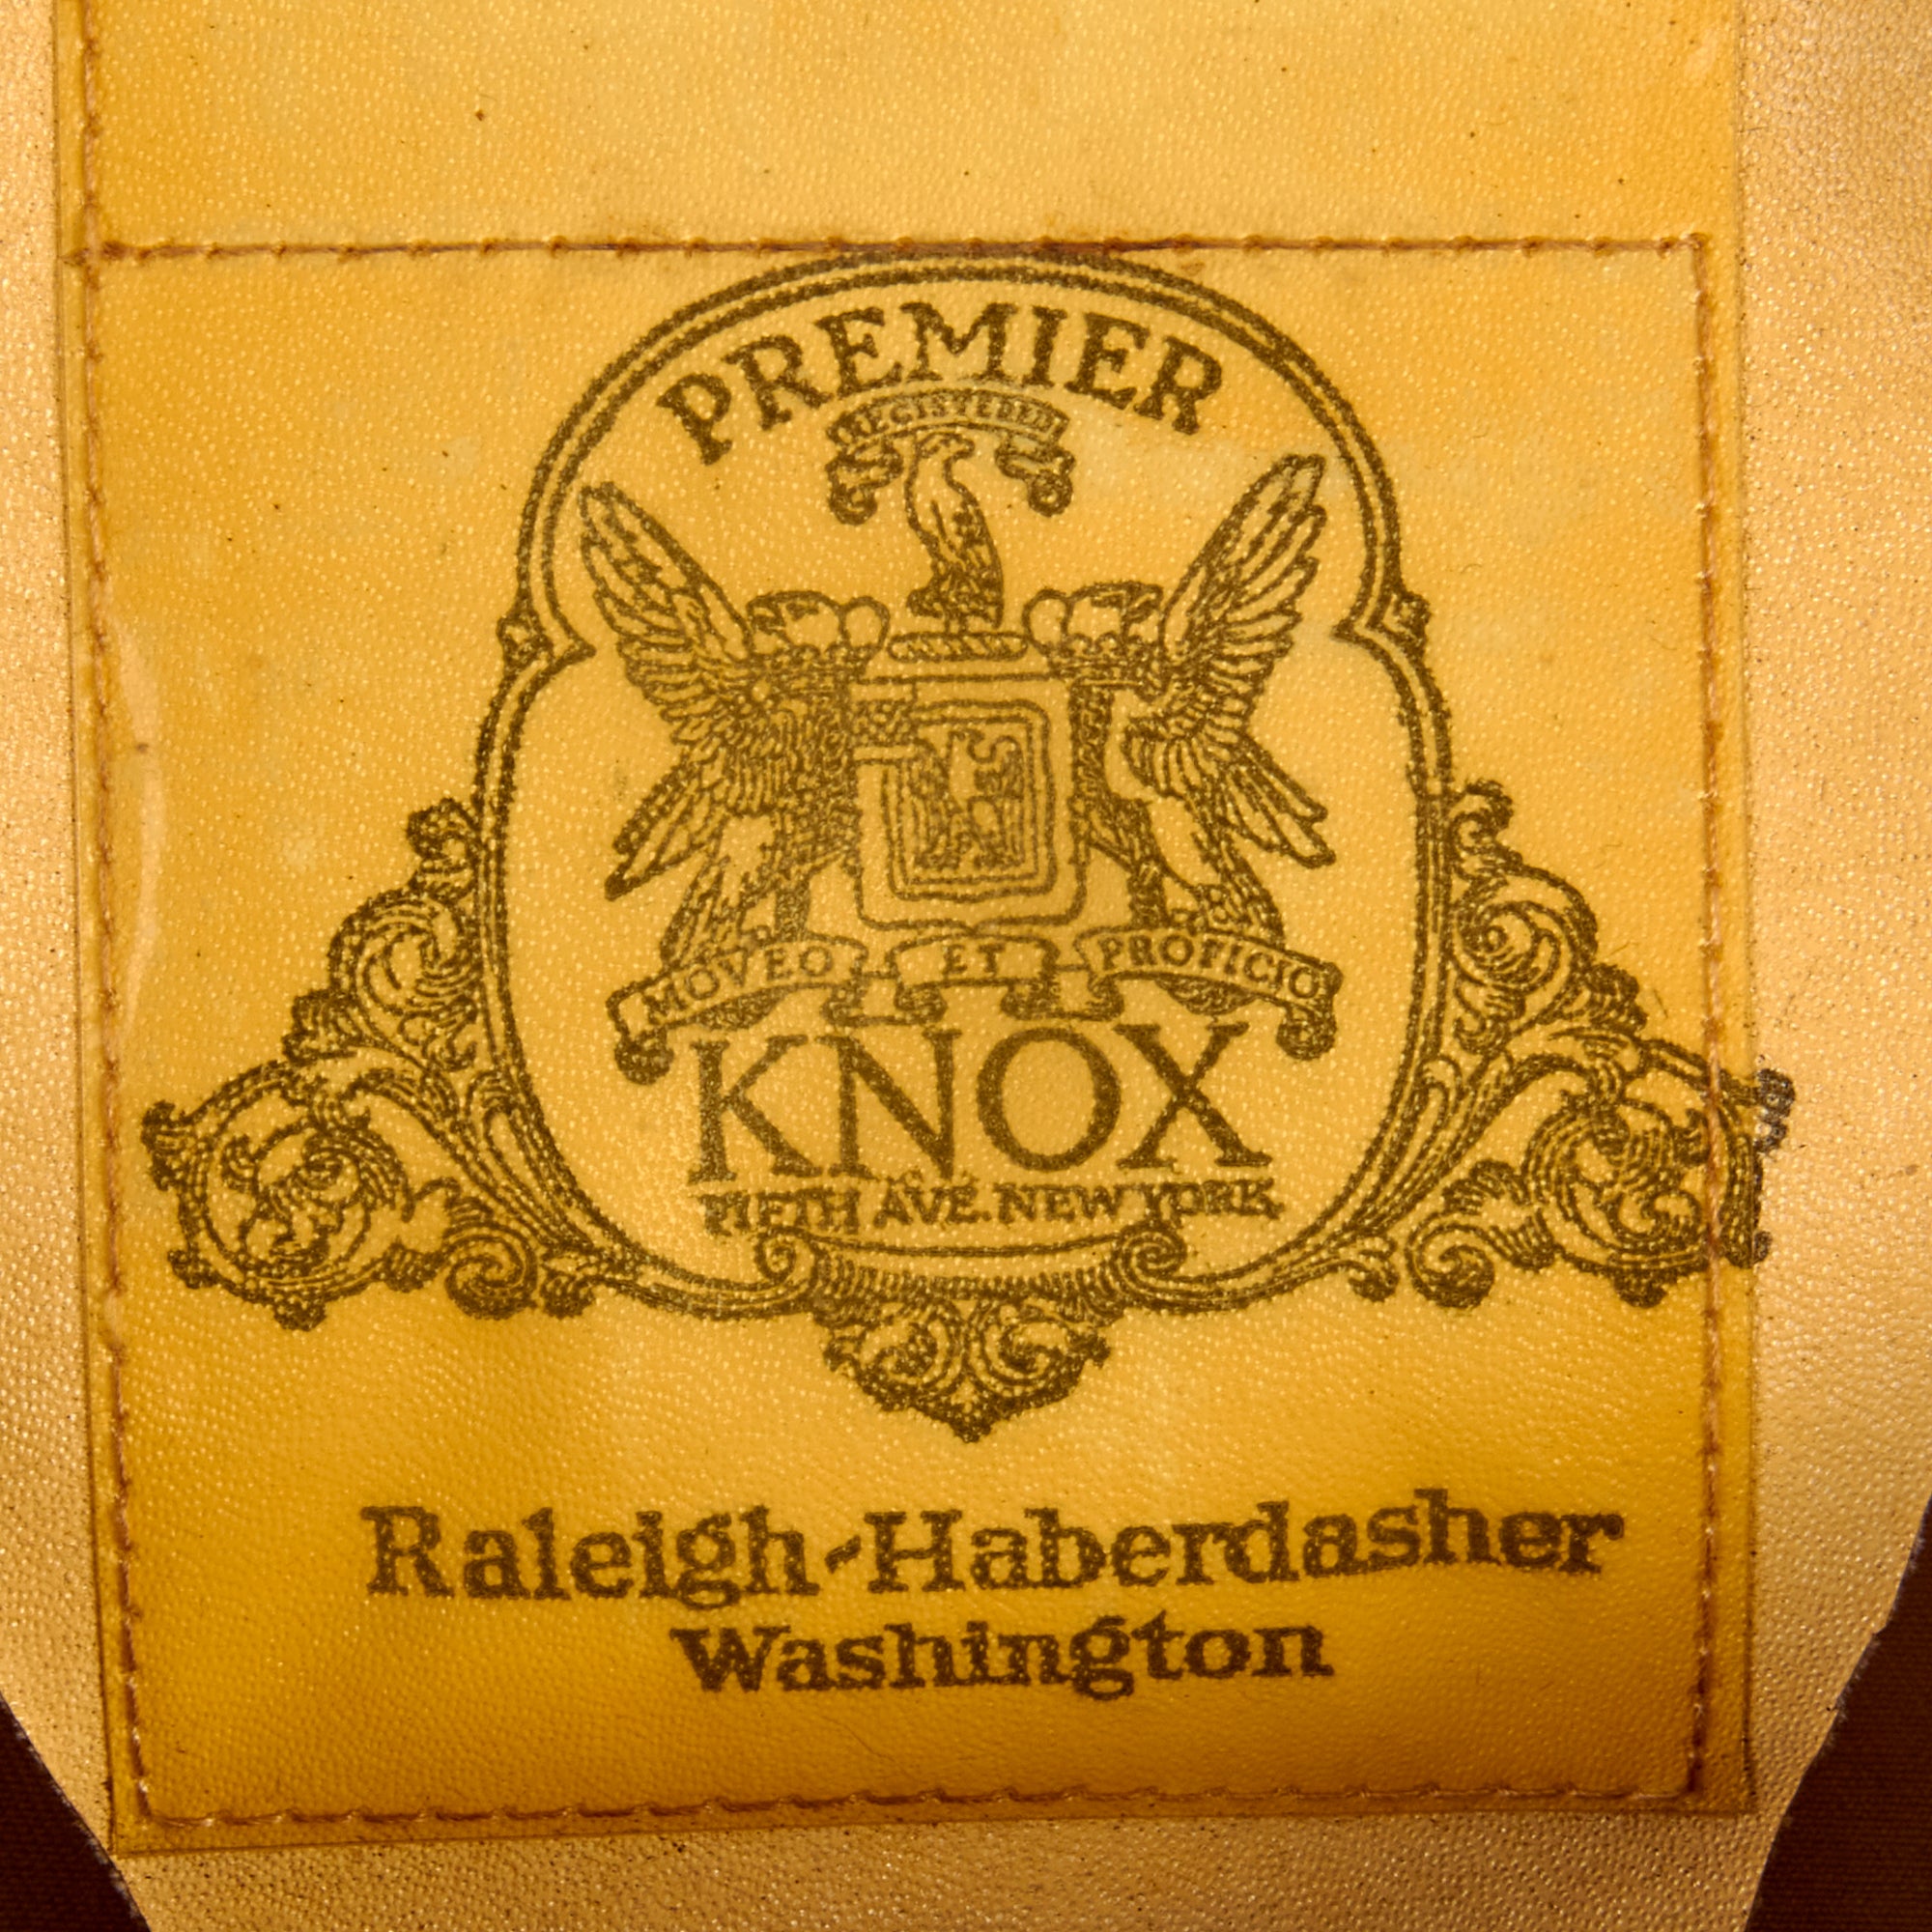 PREMIER
REGISTERED
MOVEO ET PROFICIO
KNOX
FIFTH AVE. NEW YORK
Raleigh-Haberdasher
Washington